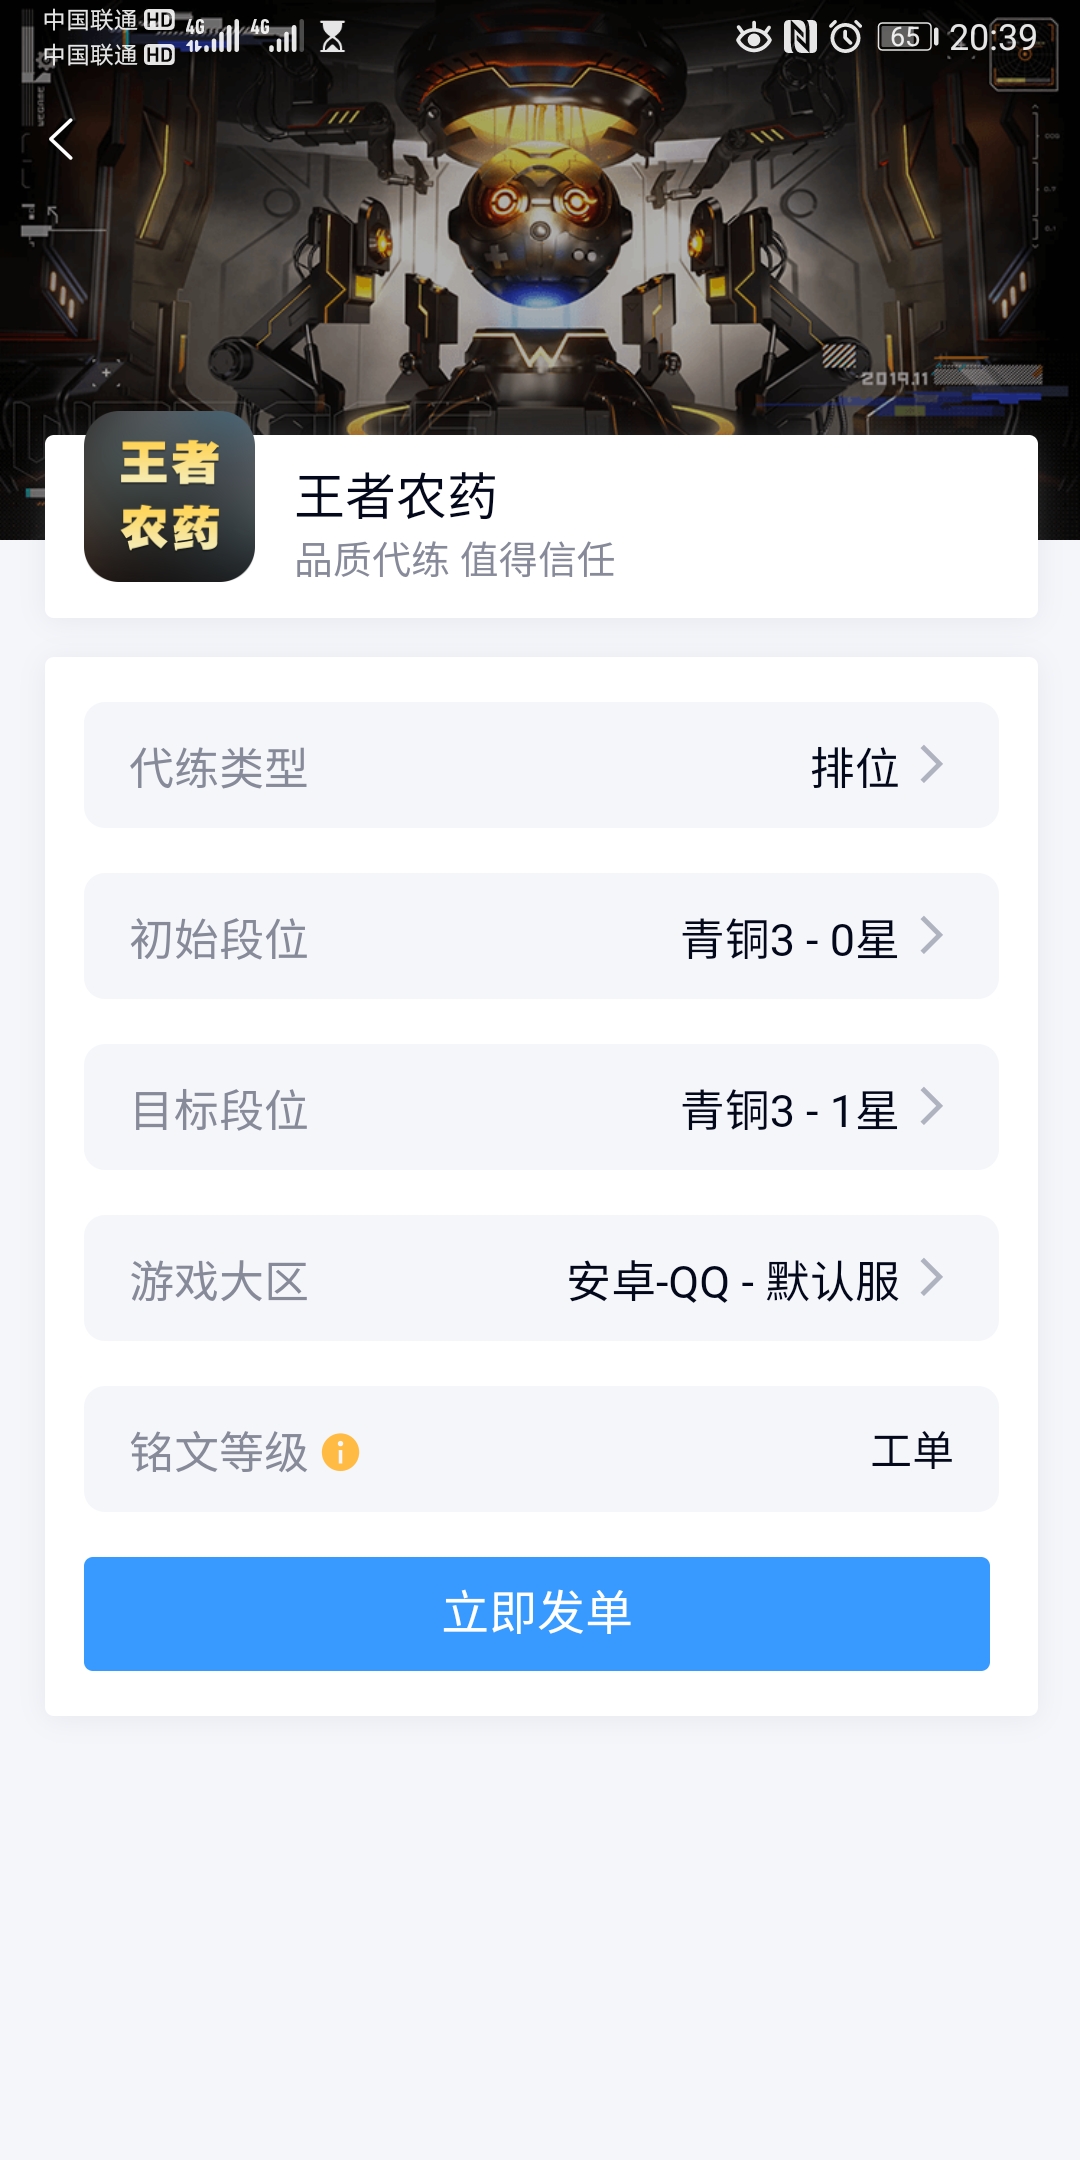 中国联通 HD 4G 4G 65 20:39
中国联通 HD
2019.11
王者
农药
王者农药
品质代练 值得信任
代练类型 排位
初始段位 青铜3 - 0星
目标段位 青铜3 - 1星
游戏大区 安卓-QQ - 默认服
铭文等级 工单
立即发单